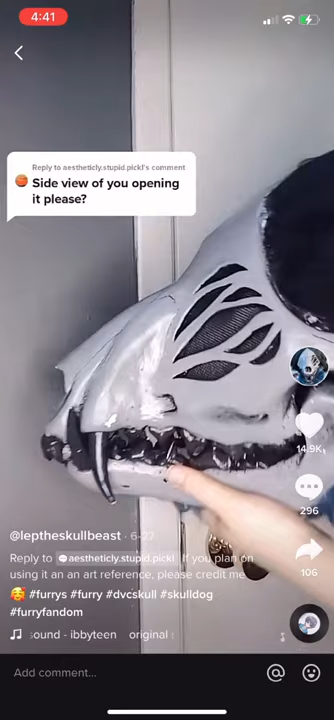 4:41
Reply to aestheticly.stupid.pickl's comment
Side view of you opening
it please?
14.9K
296
106
@leptheskullbeast · 6-22
Reply to aestheticly.stupid.pickl If you plan on
using it an an art reference, please credit me
#furrys #furry #dvcskull #skulldog
#furryfandom
sound - ibbyteen original
Add comment...